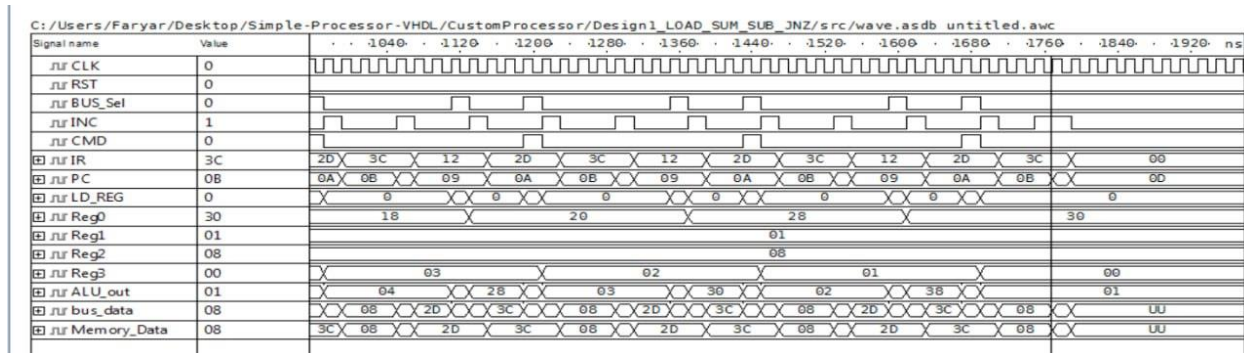 C:/Users/Faryar/Desktop/Simple-Processor-VHDL/CustomProcessor/Design1_LOAD_SUM_SUB_JNZ/src/wave.asdb untitled.awc
Signal name Value 1040 1120 1200 1280 1360 1440 1520 1600 1680 1760 1840 1920 ns
CLK 0
RST 0
BUS_Sel 0
INC 1
CMD 0
IR 3C 2D 3C 12 2D 3C 12 2D 3C 12 2D 3C 00
PC 0B 0A 0B 09 0A 0B 09 0A 0B 09 0A 0B 0D
LD_REG 0 0 0 0 0 0 0 0
Reg0 30 18 20 28 30
Reg1 01 01
Reg2 08 08
Reg3 00 03 02 01 00
ALU_out 01 04 28 03 30 02 38 01
bus_data 08 08 2D 3C 08 2D 3C 08 2D 3C 08 UU
Memory_Data 08 3C 08 2D 3C 08 2D 3C 08 2D 3C 08 UU